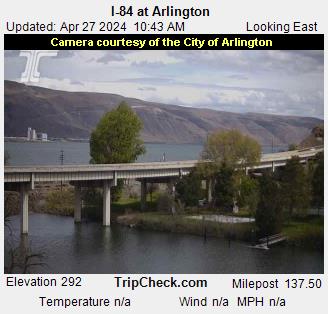 I-84 at Arlington
Updated: Apr 27 2024 10:43 AM Looking East
Camera courtesy of the City of Arlington
Elevation 292 TripCheck.com Milepost 137.50
Temperature n/a Wind n/a MPH n/a